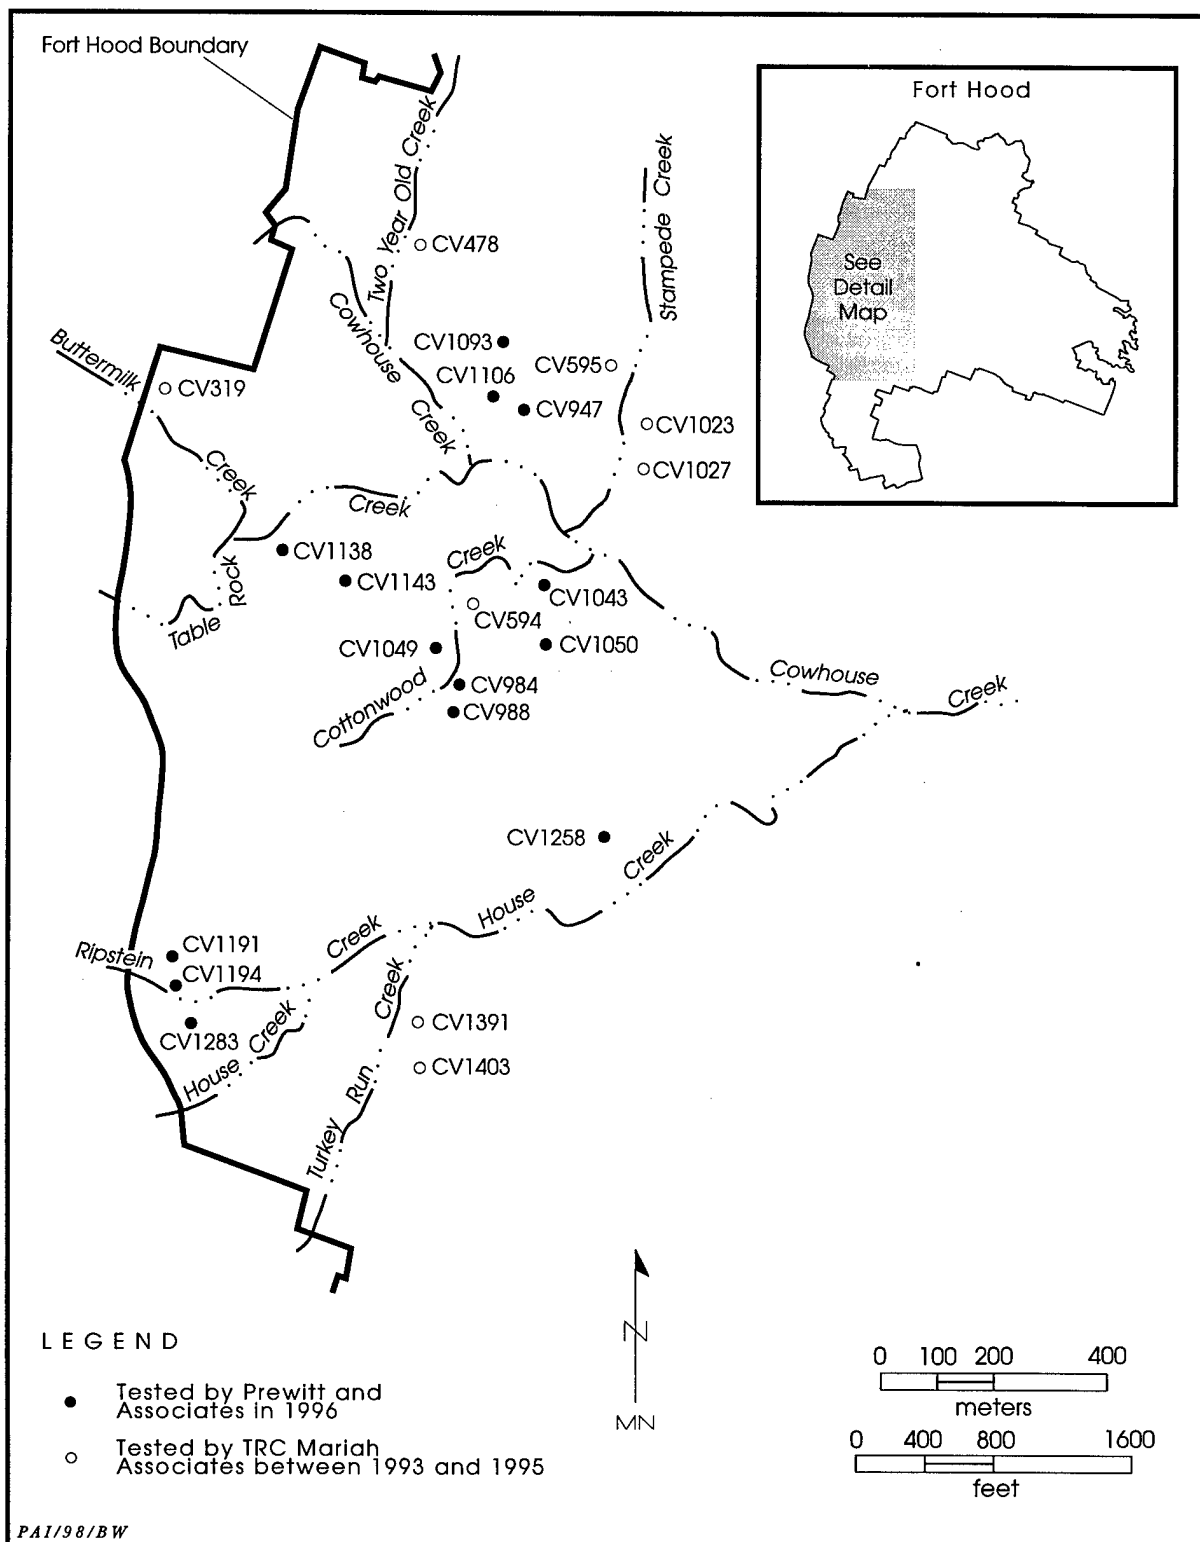 Fort Hood Boundary
Fort Hood
See
Detail
Map
Two Year Old Creek
Stampede Creek
CV478
Cowhouse
Creek
CV1093
CV595
CV1106
CV947
CV1023
CV1027
Buttermilk
CV319
Creek
Creek
CV1138
CV1143
Rock
Table
Creek
CV1043
CV594
CV1049
CV1050
CV984
CV988
Cottonwood
Cowhouse
Creek
CV1258
Creek
House
Creek
Ripstein
CV1191
CV1194
CV1283
House
Creek
Creek
CV1391
CV1403
Run
Turkey
LEGEND
Tested by Prewitt and
Associates in 1996
Tested by TRC Mariah
Associates between 1993 and 1995
N
MN
0 100 200 400
meters
0 400 800 1600
feet
PAI/98/BW